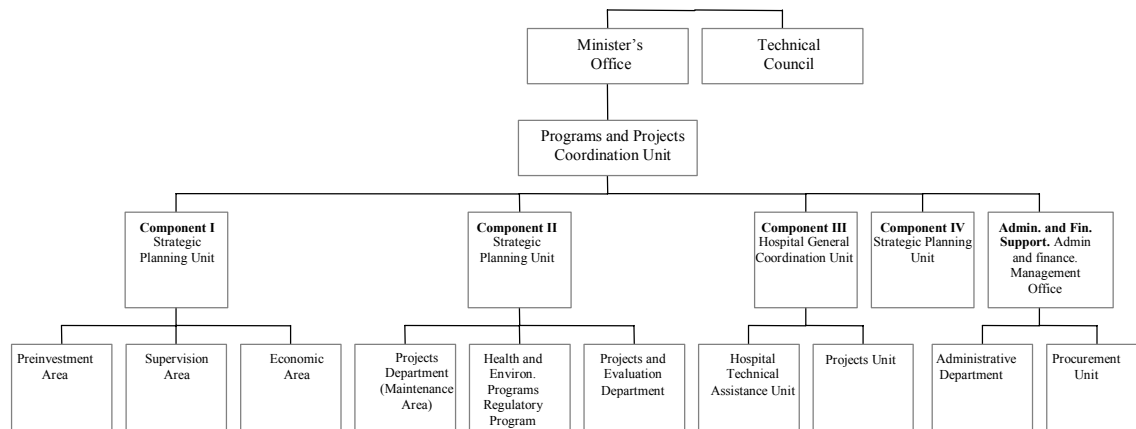 Minister's
Office
Technical
Council
Programs and Projects
Coordination Unit
Component I
Strategic
Planning Unit
Component II
Strategic
Planning Unit
Component III
Hospital General
Coordination Unit
Component IV
Strategic Planning
Unit
Admin. and Fin.
Support. Admin
and finance.
Management
Office
Preinvestment
Area
Supervision
Area
Economic
Area
Projects
Department
(Maintenance
Area)
Health and
Environ.
Programs
Regulatory
Program
Projects and
Evaluation
Department
Hospital
Technical
Assistance Unit
Projects Unit
Administrative
Department
Procurement
Unit